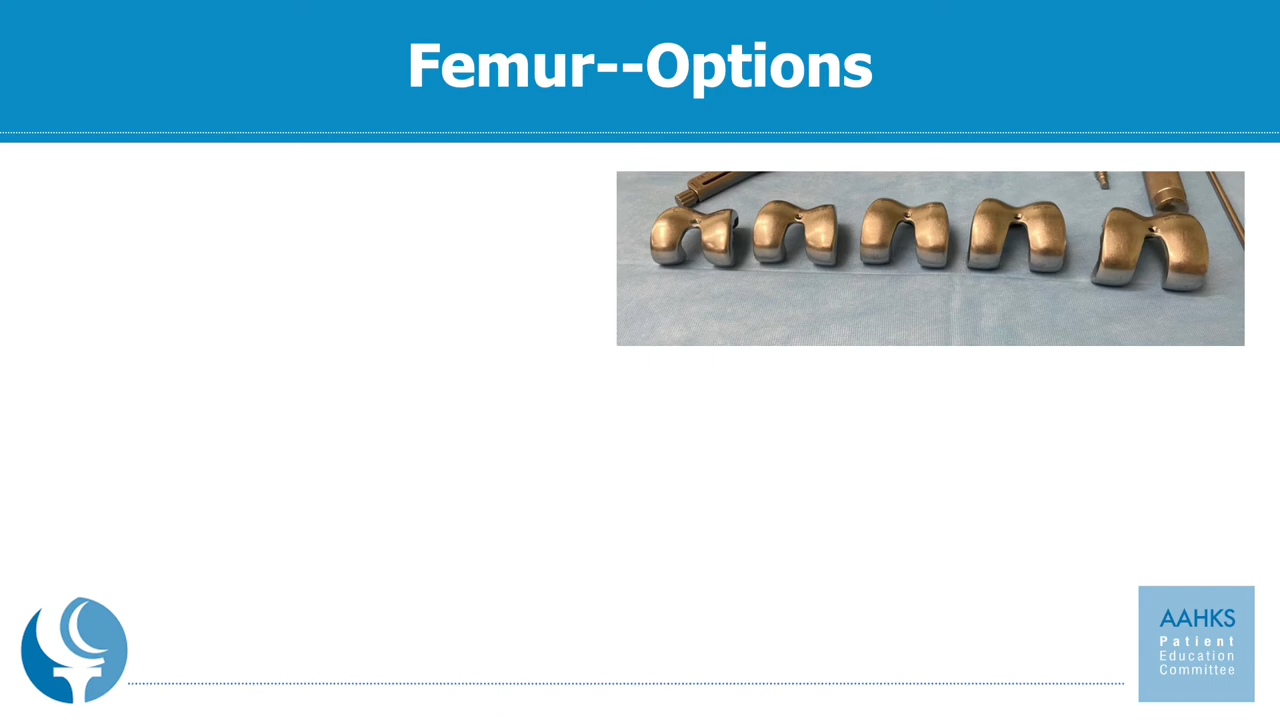 Femur--Options
AAHKS
Patient
Education
Committee